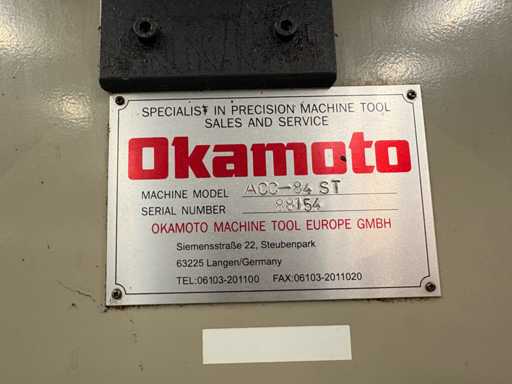 SPECIALIST IN PRECISION MACHINE TOOL
SALES AND SERVICE
Okamoto
MACHINE MODEL ACC-84 ST
SERIAL NUMBER 88154
OKAMOTO MACHINE TOOL EUROPE GMBH
Siemensstraße 22, Steubenpark
63225 Langen/Germany
TEL:06103-201100 FAX:06103-2011020